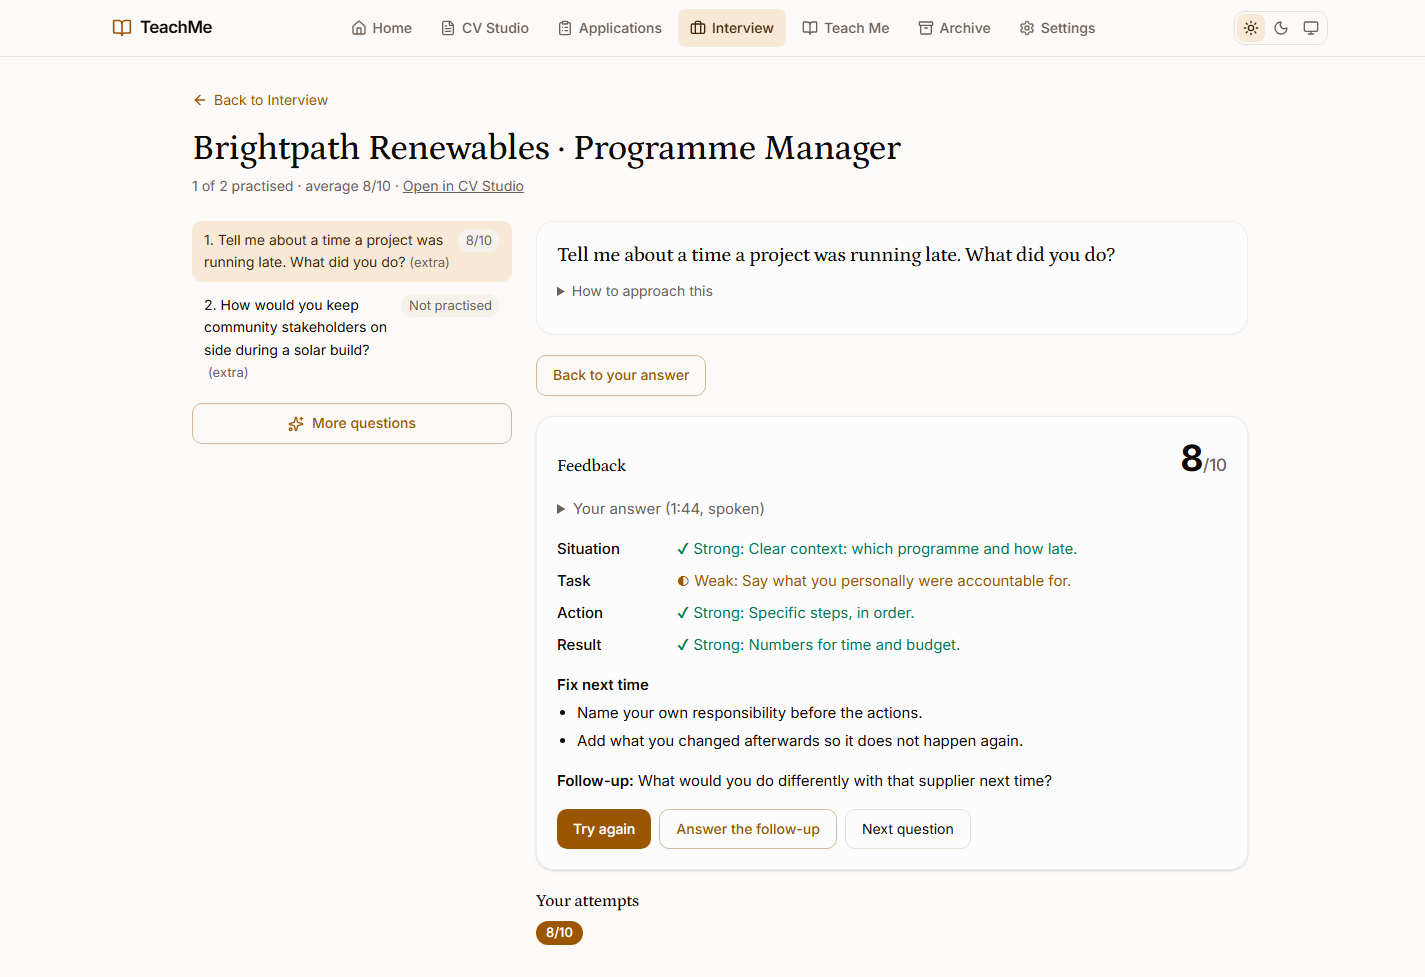 TeachMe
Home
CV Studio
Applications
Interview
Teach Me
Archive
Settings
Back to Interview
Brightpath Renewables · Programme Manager
1 of 2 practised · average 8/10 · Open in CV Studio
1. Tell me about a time a project was
running late. What did you do? (extra)
8/10
2. How would you keep
community stakeholders on
side during a solar build?
(extra)
Not practised
More questions
Tell me about a time a project was running late. What did you do?
How to approach this
Back to your answer
Feedback
8/10
Your answer (1:44, spoken)
Situation
✓ Strong: Clear context: which programme and how late.
Task
◐ Weak: Say what you personally were accountable for.
Action
✓ Strong: Specific steps, in order.
Result
✓ Strong: Numbers for time and budget.
Fix next time
• Name your own responsibility before the actions.
• Add what you changed afterwards so it does not happen again.
Follow-up: What would you do differently with that supplier next time?
Try again
Answer the follow-up
Next question
Your attempts
8/10